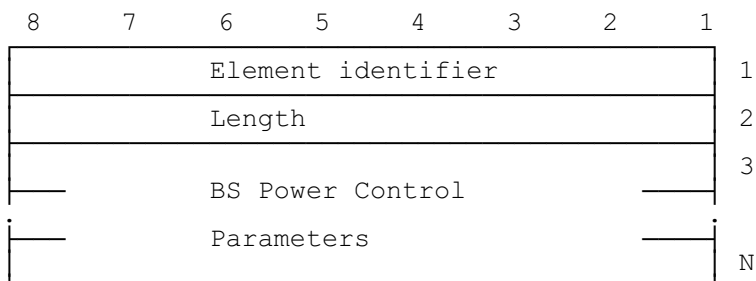 8 7 6 5 4 3 2 1
Element identifier 1
Length 2
3
BS Power Control
Parameters
N